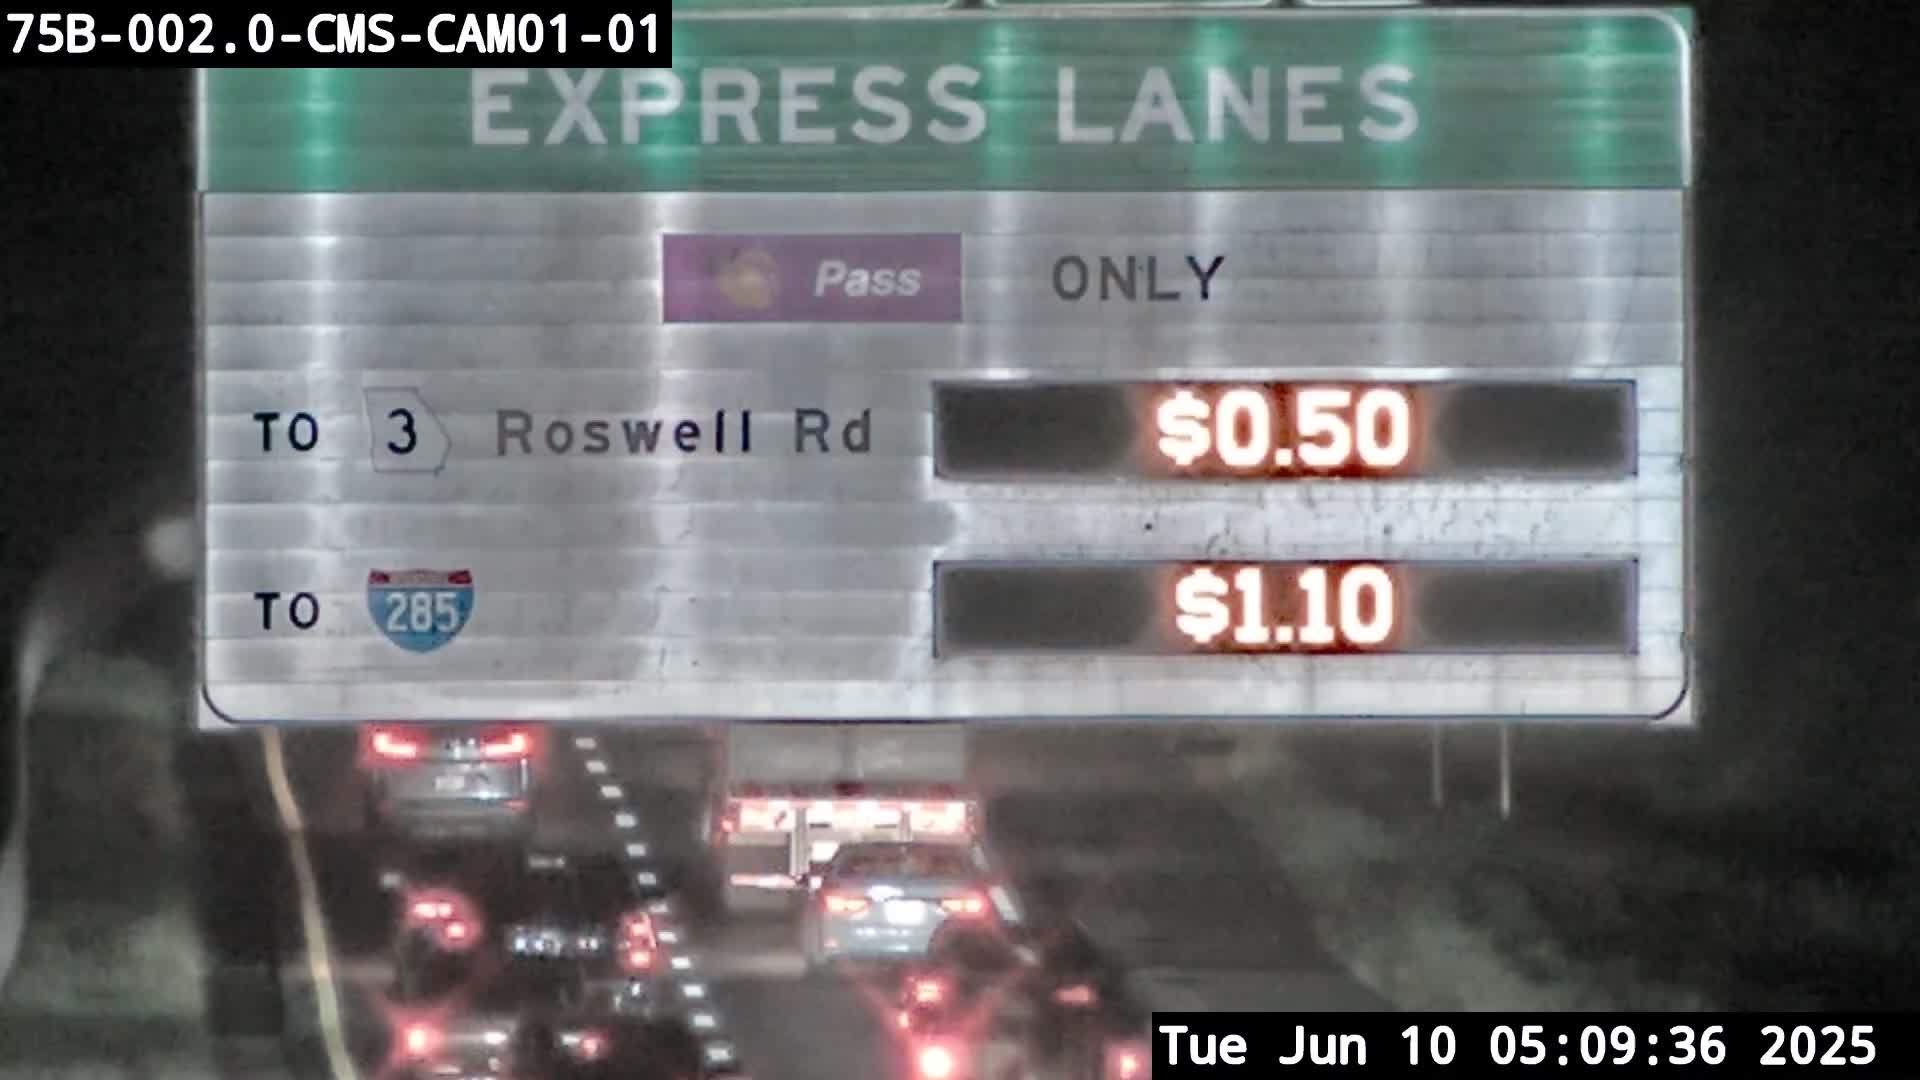 75B-002.0-CMS-CAM01-01
EXPRESS LANES
Pass ONLY
TO 3 Roswell Rd $0.50
TO 285 $1.10
Tue Jun 10 05:09:36 2025